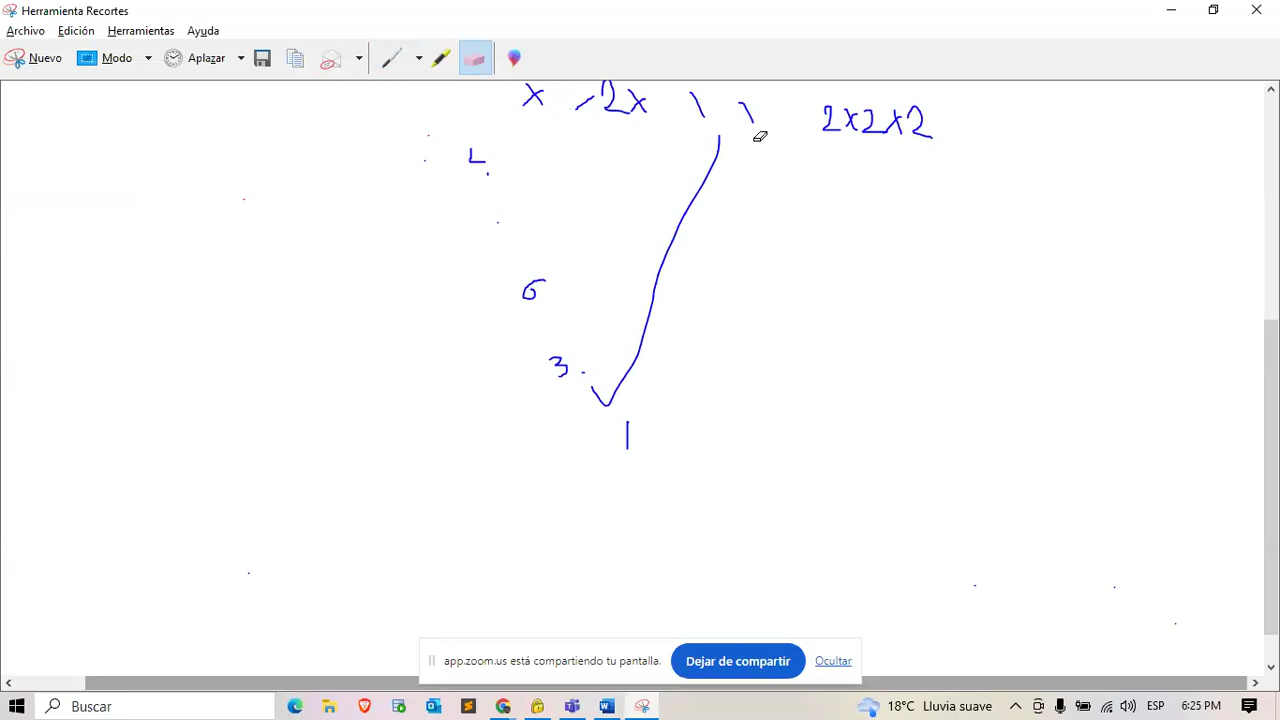 Herramienta Recortes
Archivo Edición Herramientas Ayuda
Nuevo Modo Aplazar
x 2x 2x2x2
6
3
1
app.zoom.us está compartiendo tu pantalla. Dejar de compartir Ocultar
Buscar 18°C Lluvia suave ESP 6:25 PM